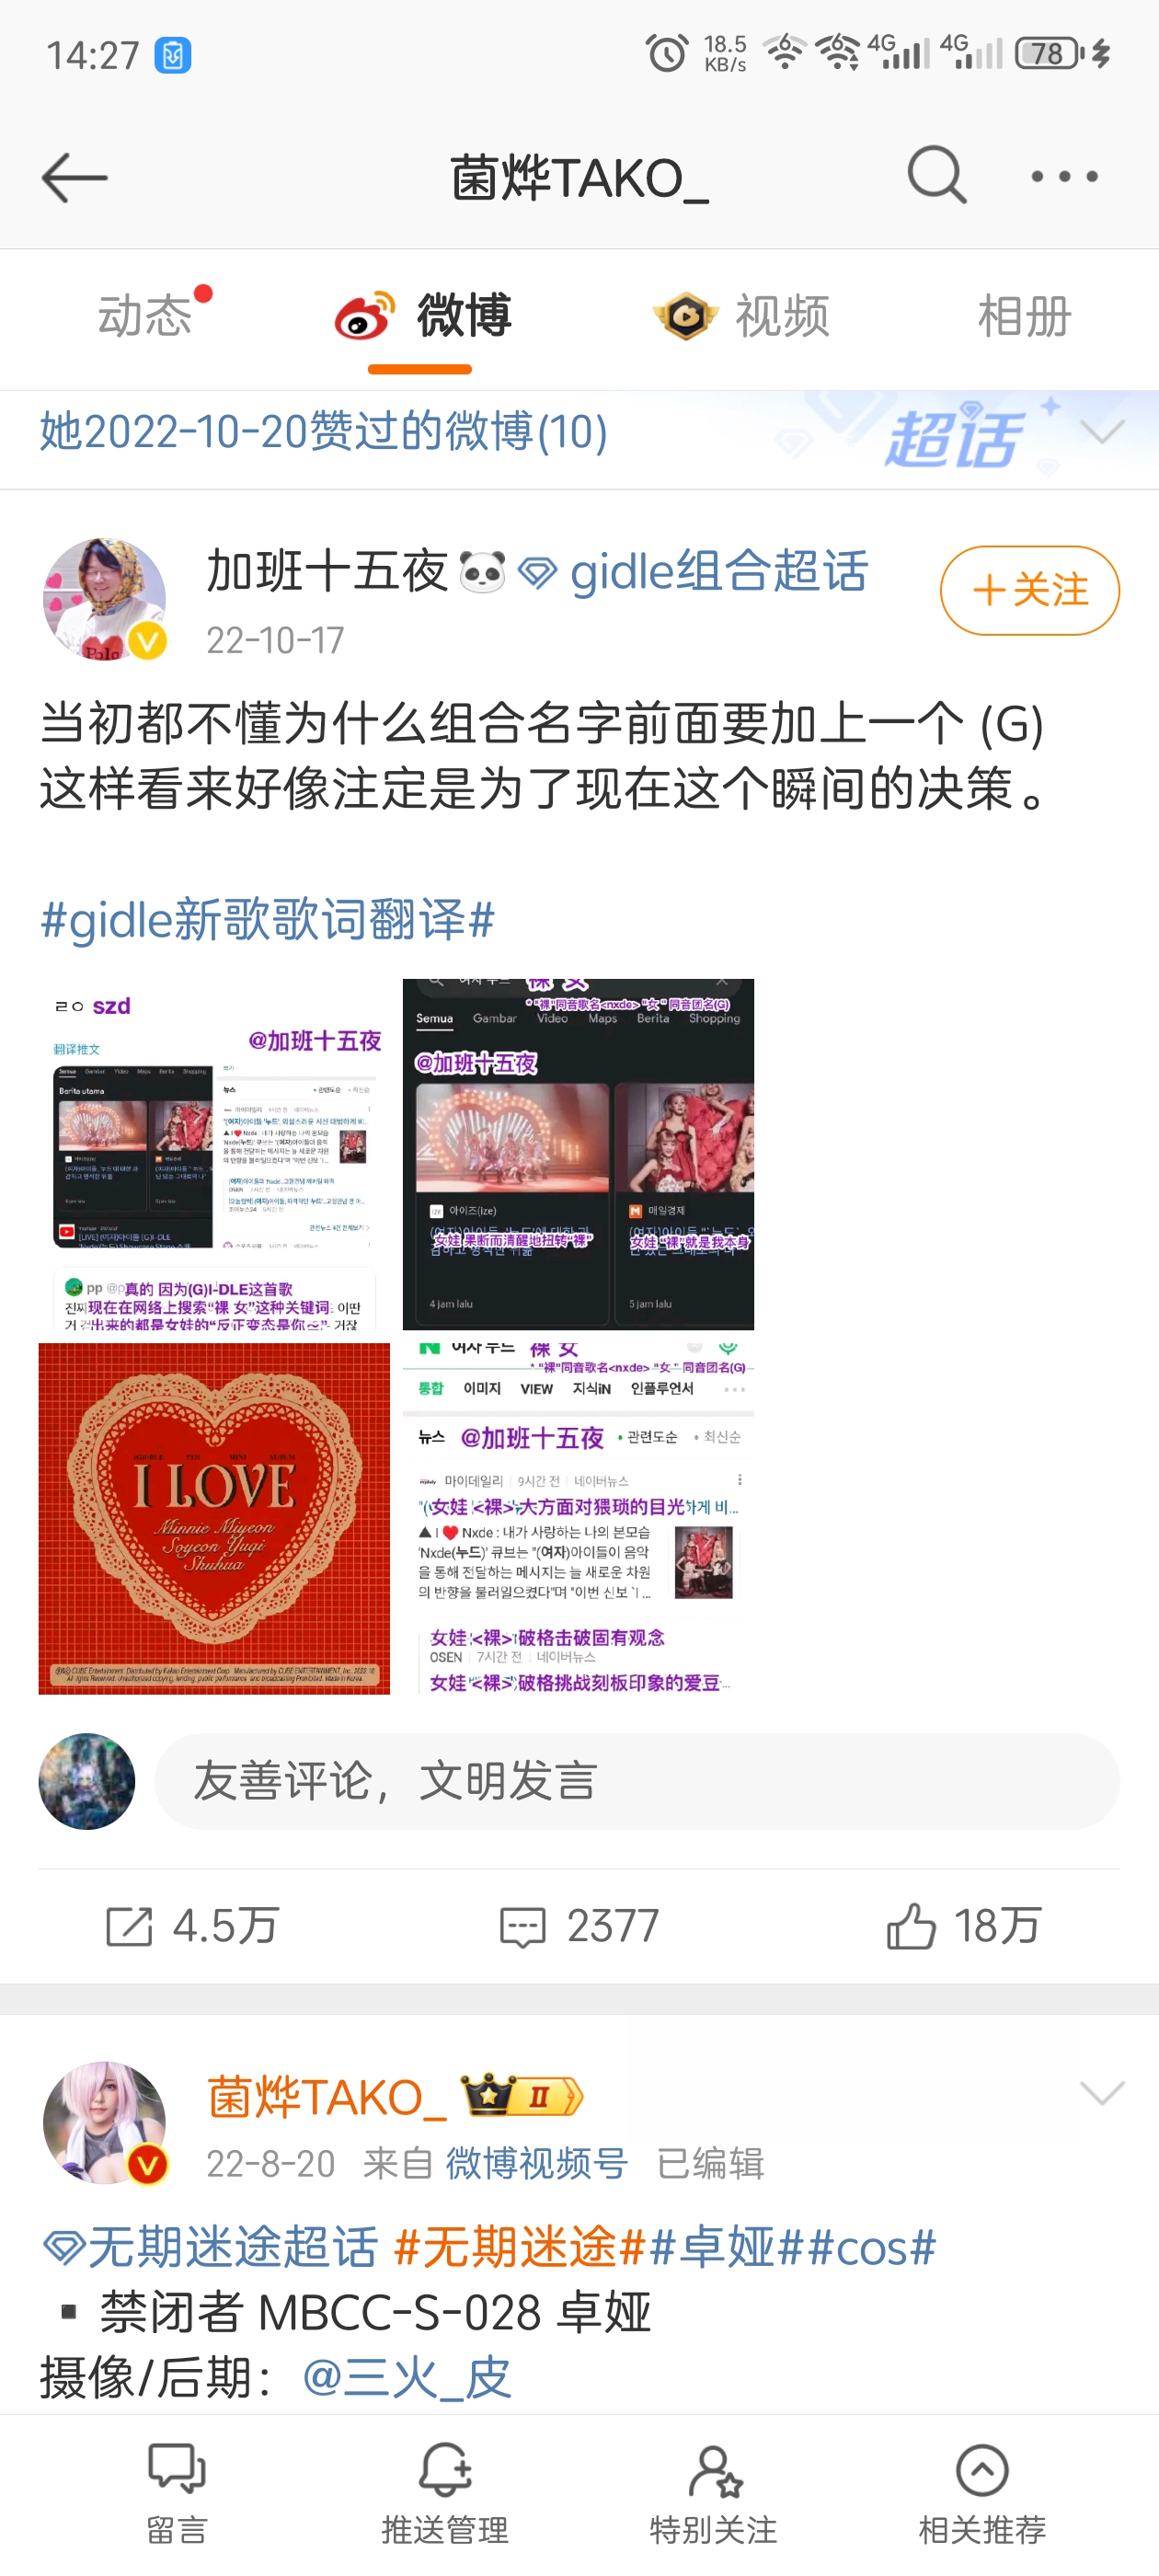 14:27
18.5
KB/s
6
6
4G
4G
78
菌烨TAKO_
动态
微博
视频
相册
她2022-10-20赞过的微博(10)
超话
加班十五夜
gidle组合超话
22-10-17
+关注
当初都不懂为什么组合名字前面要加上一个 (G)
这样看来好像注定是为了现在这个瞬间的决策。
#gidle新歌歌词翻译#
ㄹㅇ szd
@加班十五夜
翻译推文
Berita utama
뉴스
pp
真的 因为(G)I-DLE这首歌
진짜 现在在网络上搜索“裸 女”这种关键词 이딴
出来的都是女娃的“反正变态是你~”
裸 女
* "裸"同音歌名<nxde> "女" 同音团名(G)
Semua Gambar Video Maps Berita Shopping
@加班十五夜
아이즈(ize)
매일경제
女娃 果断而清醒地扭转“裸”
女娃 “裸”就是我本身
4 jam lalu
5 jam lalu
I LOVE
Minnie Miyeon
Soyeon Yuqi
Shuhua
여자 누드 裸 女
* "裸"同音歌名<nxde> "女" 同音团名(G)
통합 이미지 VIEW 지식iN 인플루언서
뉴스 @加班十五夜 • 관련도순 • 최신순
마이데일리 9시간 전 네이버뉴스
女娃 <裸> 大方面对猥琐的目光 하게 비...
▲ I ❤ Nxde : 내가 사랑하는 나의 본모습
'Nxde(누드)' 큐브는 "(여자)아이들이 음악
을 통해 전달하는 메시지는 늘 새로운 차원
의 반향을 불러일으켰다"며 "이번 신보 'I ...
女娃 <裸> 破格击破固有观念
OSEN 7시간 전 네이버뉴스
女娃 <裸> 破格挑战刻板印象的爱豆...
友善评论，文明发言
4.5万
2377
18万
菌烨TAKO_
II
22-8-20 来自 微博视频号 已编辑
无期迷途超话 #无期迷途##卓娅##cos#
▪ 禁闭者 MBCC-S-028 卓娅
摄像/后期：@三火_皮
留言
推送管理
特别关注
相关推荐